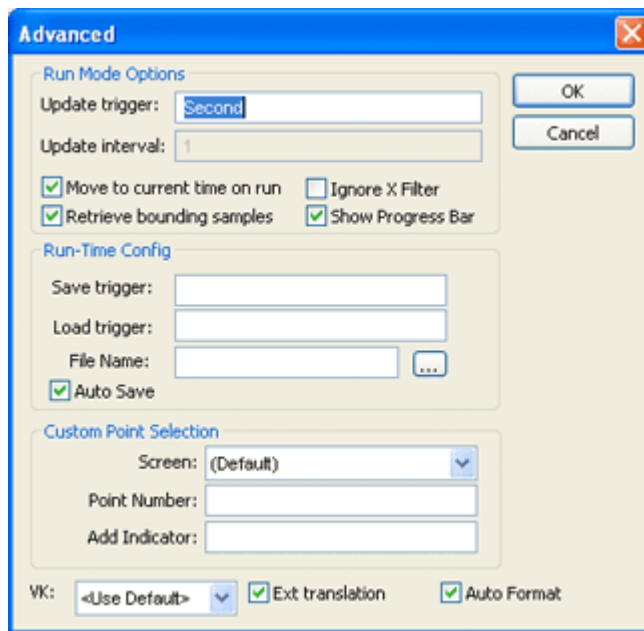 Advanced
Run Mode Options
Update trigger: Second
OK
Update interval: 1
Cancel
Move to current time on run Ignore X Filter
Retrieve bounding samples Show Progress Bar
Run-Time Config
Save trigger:
Load trigger:
File Name: ...
Auto Save
Custom Point Selection
Screen: (Default)
Point Number:
Add Indicator:
VK: <Use Default> Ext translation Auto Format